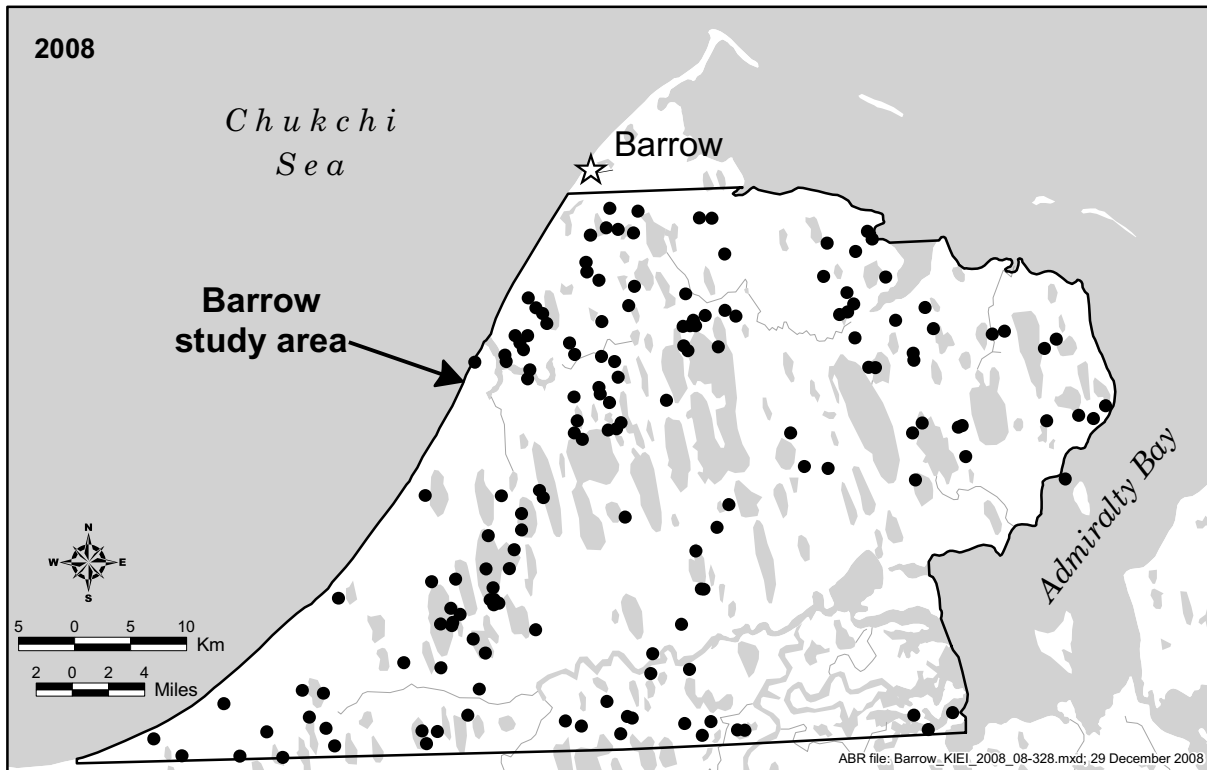 2008
Chukchi
Sea
Barrow
Barrow
study area
Admiralty Bay
N
W E
S
5 0 5 10
Km
2 0 2 4
Miles
ABR file: Barrow_KIEI_2008_08-328.mxd; 29 December 2008